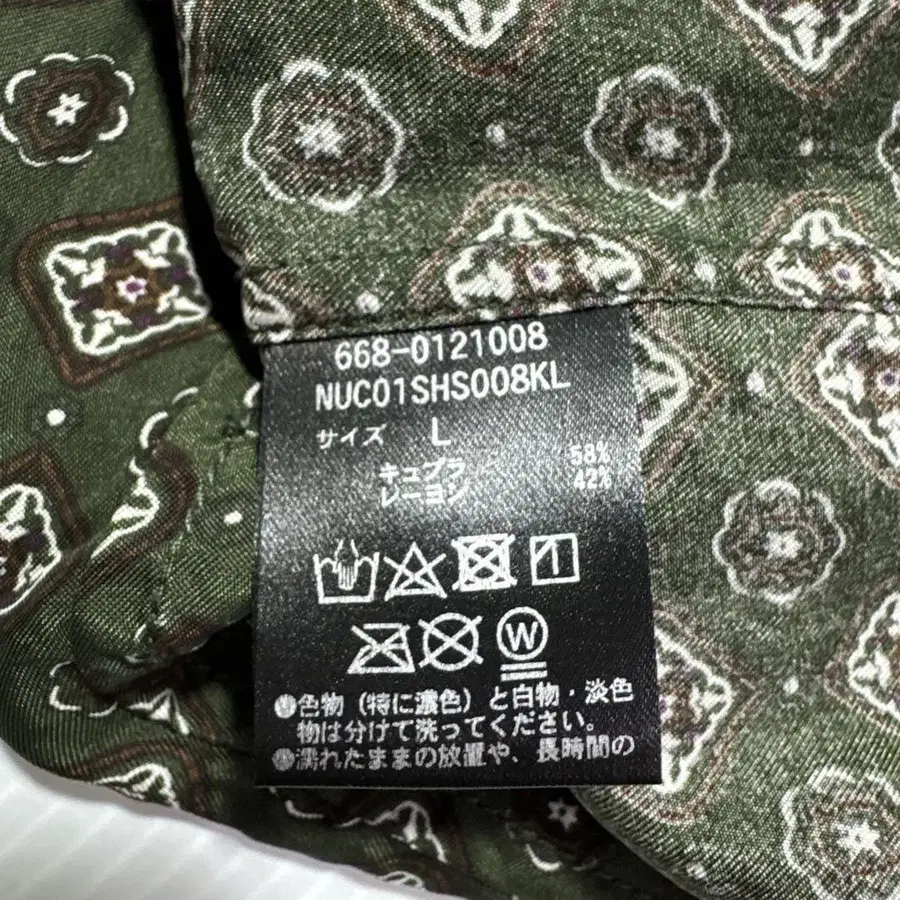 668-0121008
NUC01SHS008KL
サイズ L
キュプラ 58%
レーヨン 42%
W
●色物（特に濃色）と白物・淡色
物は分けて洗ってください。
●濡れたままの放置や、長時間の